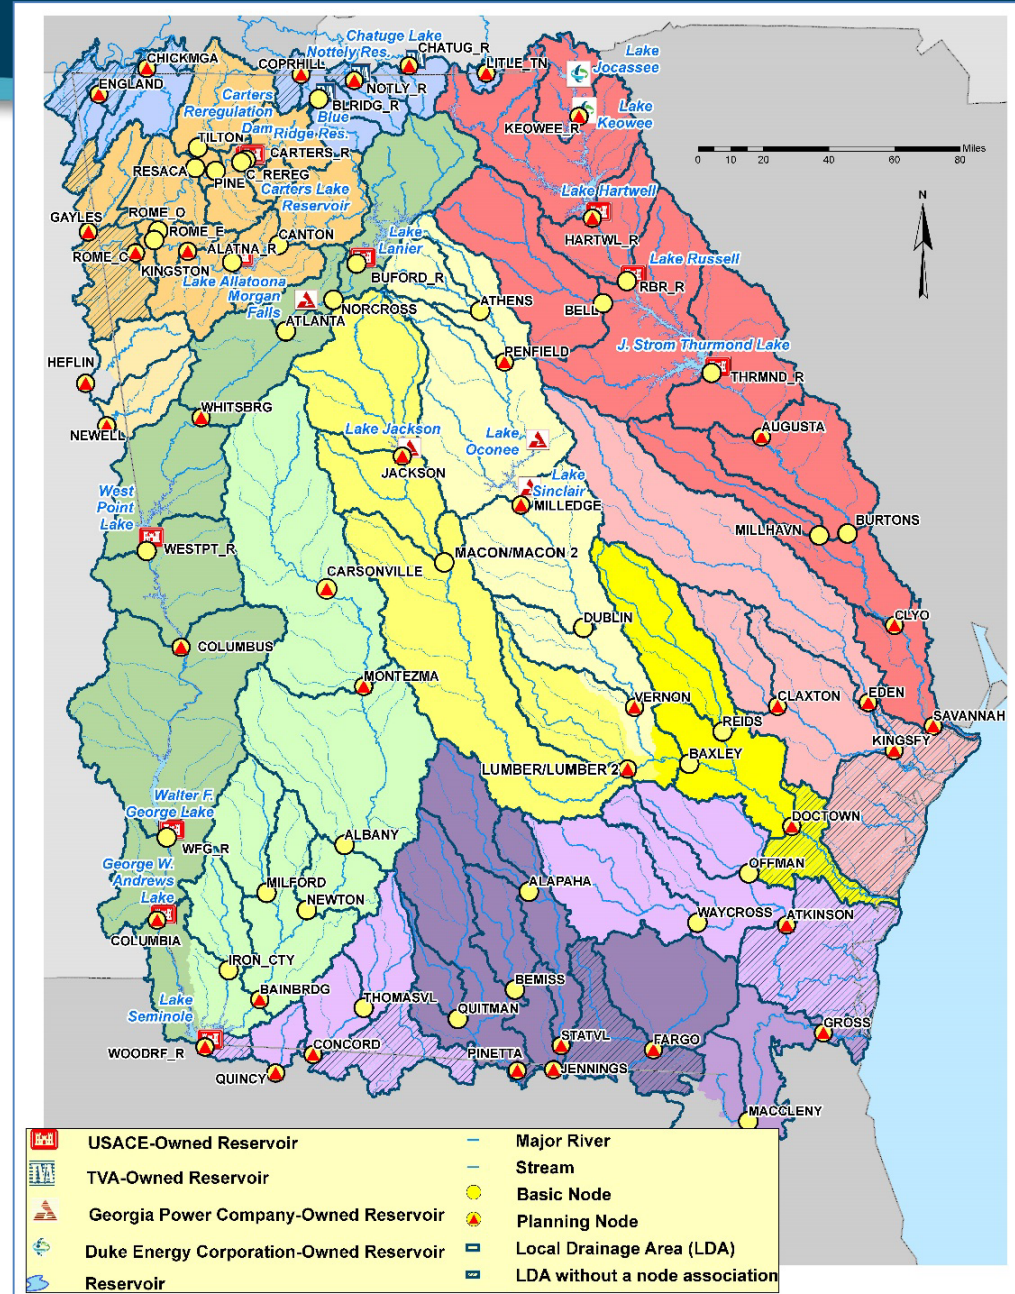 Chatuge Lake
Nottely Res.
CHATUG_R
CHICKMGA
COPRHILL
LITLE_TN
Lake
Jocassee
ENGLAND
NOTLY_R
Carters
Reregulation
Dam
BLRIDG_R
Blue
Ridge Res.
Lake
Keowee
KEOWEE_R
TILTON
CARTERS_R
RESACA
PINE
C_REREG
Carters Lake
Reservoir
0 10 20 40 60 80 Miles
N
Lake Hartwell
HARTWL_R
GAYLES
ROME_O
ROME_E
ROME_C
KINGSTON
ALATNA_R
CANTON
Lake
Lanier
BUFORD_R
Lake Allatoona
Morgan
Falls
Lake Russell
RBR_R
BELL
NORCROSS
ATHENS
ATLANTA
PENFIELD
J. Strom Thurmond Lake
THRMND_R
HEFLIN
NEWELL
WHITSBRG
AUGUSTA
Lake Jackson
JACKSON
Lake
Oconee
Lake
Sinclair
MILLEDGE
West
Point
Lake
WESTPT_R
MILLHAVN
BURTONS
MACON/MACON 2
CARSONVILLE
DUBLIN
CLYO
COLUMBUS
MONTEZMA
VERNON
CLAXTON
EDEN
REIDS
SAVANNAH
KINGSFY
BAXLEY
LUMBER/LUMBER 2
Walter F.
George Lake
WFG_R
DOCTOWN
ALBANY
OFFMAN
George W.
Andrews
Lake
COLUMBIA
MILFORD
NEWTON
ALAPAHA
WAYCROSS
ATKINSON
IRON_CTY
BAINBRDG
Lake
Seminole
THOMASVL
BEMISS
QUITMAN
GROSS
STATVL
FARGO
WOODRF_R
CONCORD
PINETTA
JENNINGS
QUINCY
MACCLENY
USACE-Owned Reservoir
TVA-Owned Reservoir
Georgia Power Company-Owned Reservoir
Duke Energy Corporation-Owned Reservoir
Reservoir
Major River
Stream
Basic Node
Planning Node
Local Drainage Area (LDA)
LDA without a node association